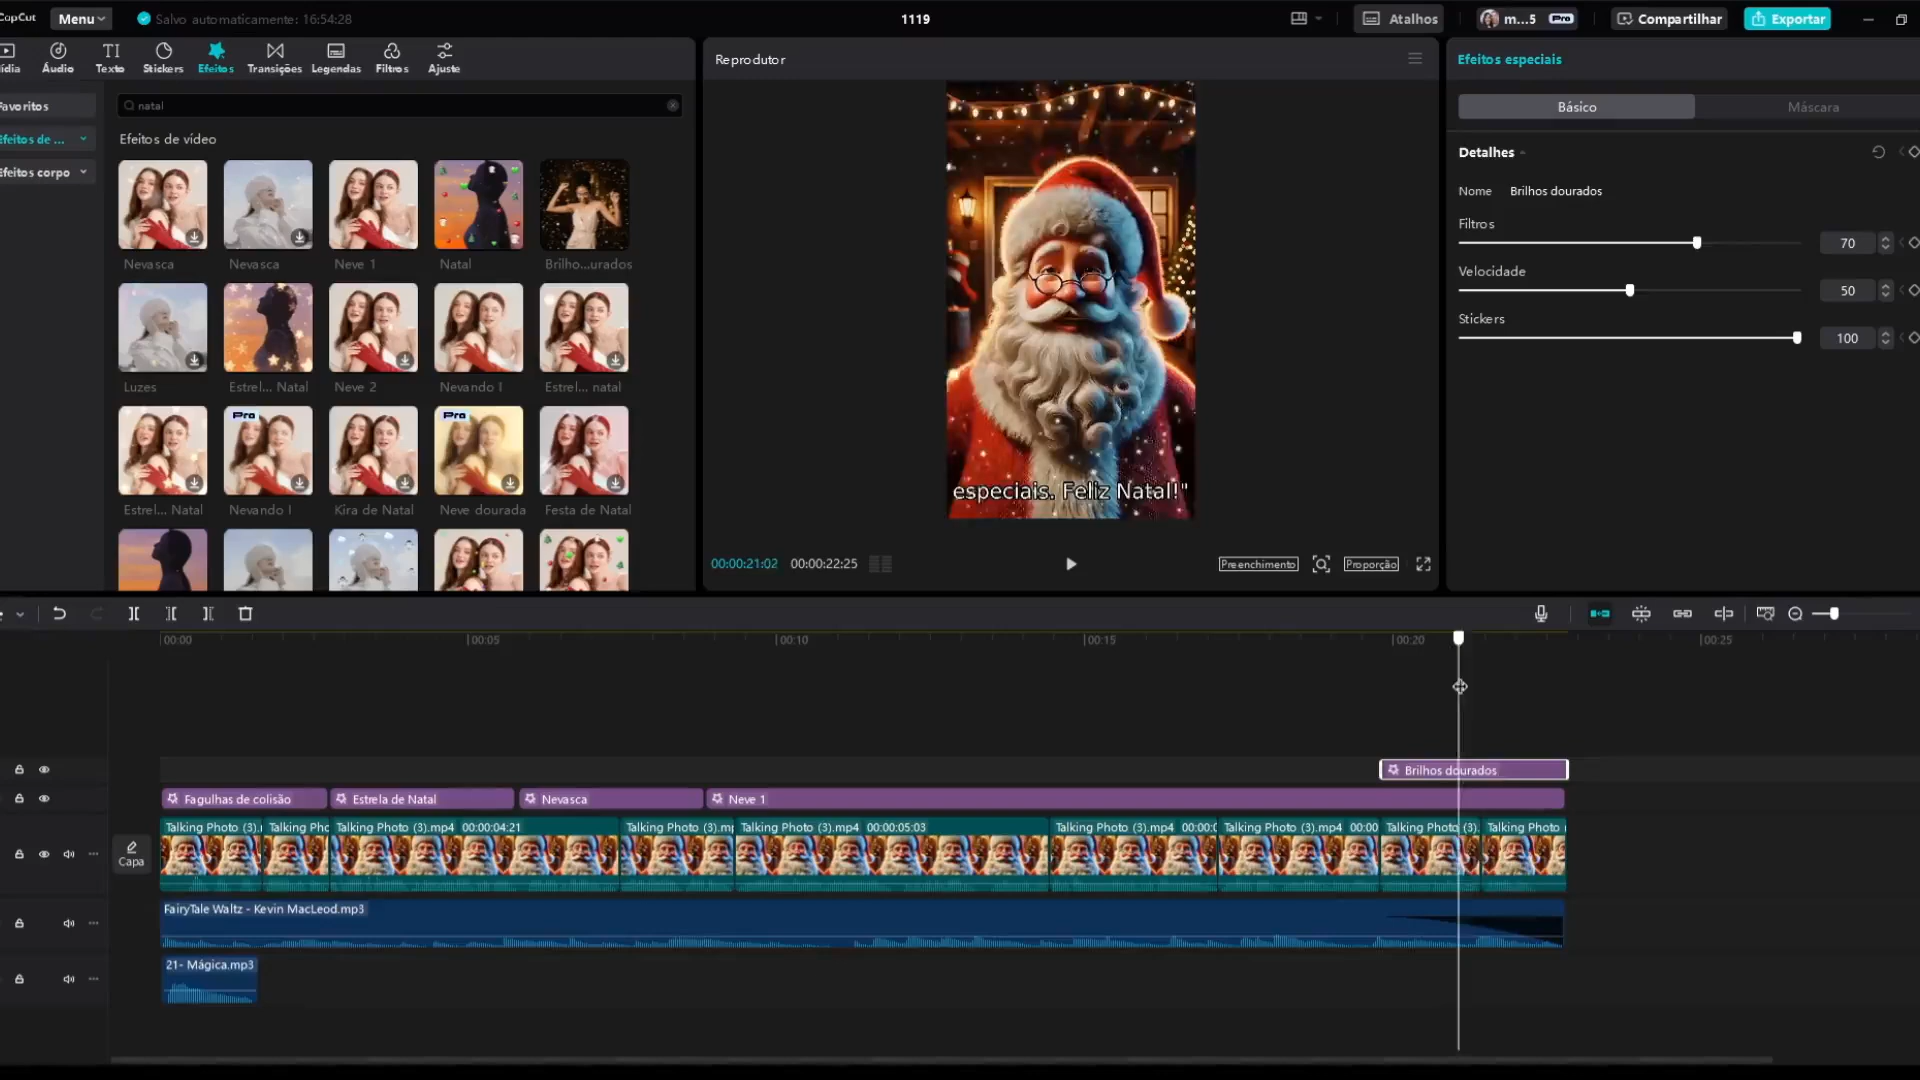 CapCut
Menu
Salvo automaticamente: 16:54:28
1119
Atalhos
m...5
Pro
Compartilhar
Exportar
ídia
Áudio
Texto
Stickers
Efeitos
Transições
Legendas
Filtros
Ajuste
Favoritos
Efeitos de ...
Efeitos corpo
natal
Efeitos de vídeo
Nevasca
Nevasca
Neve 1
Natal
Brilho...urados
Luzes
Estrel... Natal
Neve 2
Nevando I
Estrel... natal
Pro
Pro
Estrel... Natal
Nevando I
Kira de Natal
Neve dourada
Festa de Natal
Reprodutor
especiais. Feliz Natal!"
00:00:21:02
00:00:22:25
Preenchimento
Proporção
Efeitos especiais
Básico
Máscara
Detalhes
Nome
Brilhos dourados
Filtros
70
Velocidade
50
Stickers
100
00:00
00:05
00:10
00:15
00:20
00:25
Brilhos dourados
Fagulhas de colisão
Estrela de Natal
Nevasca
Neve 1
Capa
Talking Photo (3).
Talking Pho
Talking Photo (3).mp4 00:00:04:21
Talking Photo (3).m
Talking Photo (3).mp4 00:00:05:03
Talking Photo (3).mp4 00:00:0
Talking Photo (3).mp4 00:00
Talking Photo (3).
Talking Photo
FairyTale Waltz - Kevin MacLeod.mp3
21- Mágica.mp3